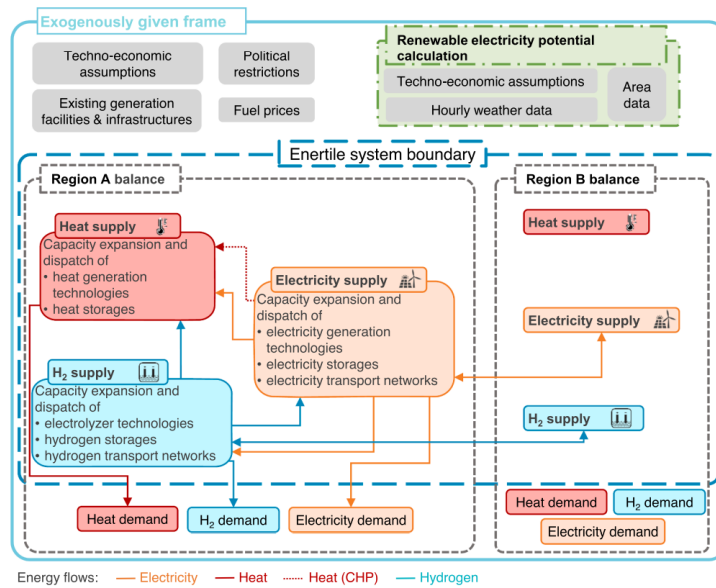 Exogenously given frame
Techno-economic
assumptions
Political
restrictions
Existing generation
facilities & infrastructures
Fuel prices
Renewable electricity potential
calculation
Techno-economic assumptions
Hourly weather data
Area
data
Enertile system boundary
Region A balance
Heat supply
Capacity expansion and
dispatch of
• heat generation
technologies
• heat storages
Electricity supply
Capacity expansion and
dispatch of
• electricity generation
technologies
• electricity storages
• electricity transport networks
H₂ supply
Capacity expansion and
dispatch of
• electrolyzer technologies
• hydrogen storages
• hydrogen transport networks
Heat demand
H₂ demand
Electricity demand
Region B balance
Heat supply
Electricity supply
H₂ supply
Heat demand
H₂ demand
Electricity demand
Energy flows: Electricity Heat Heat (CHP) Hydrogen